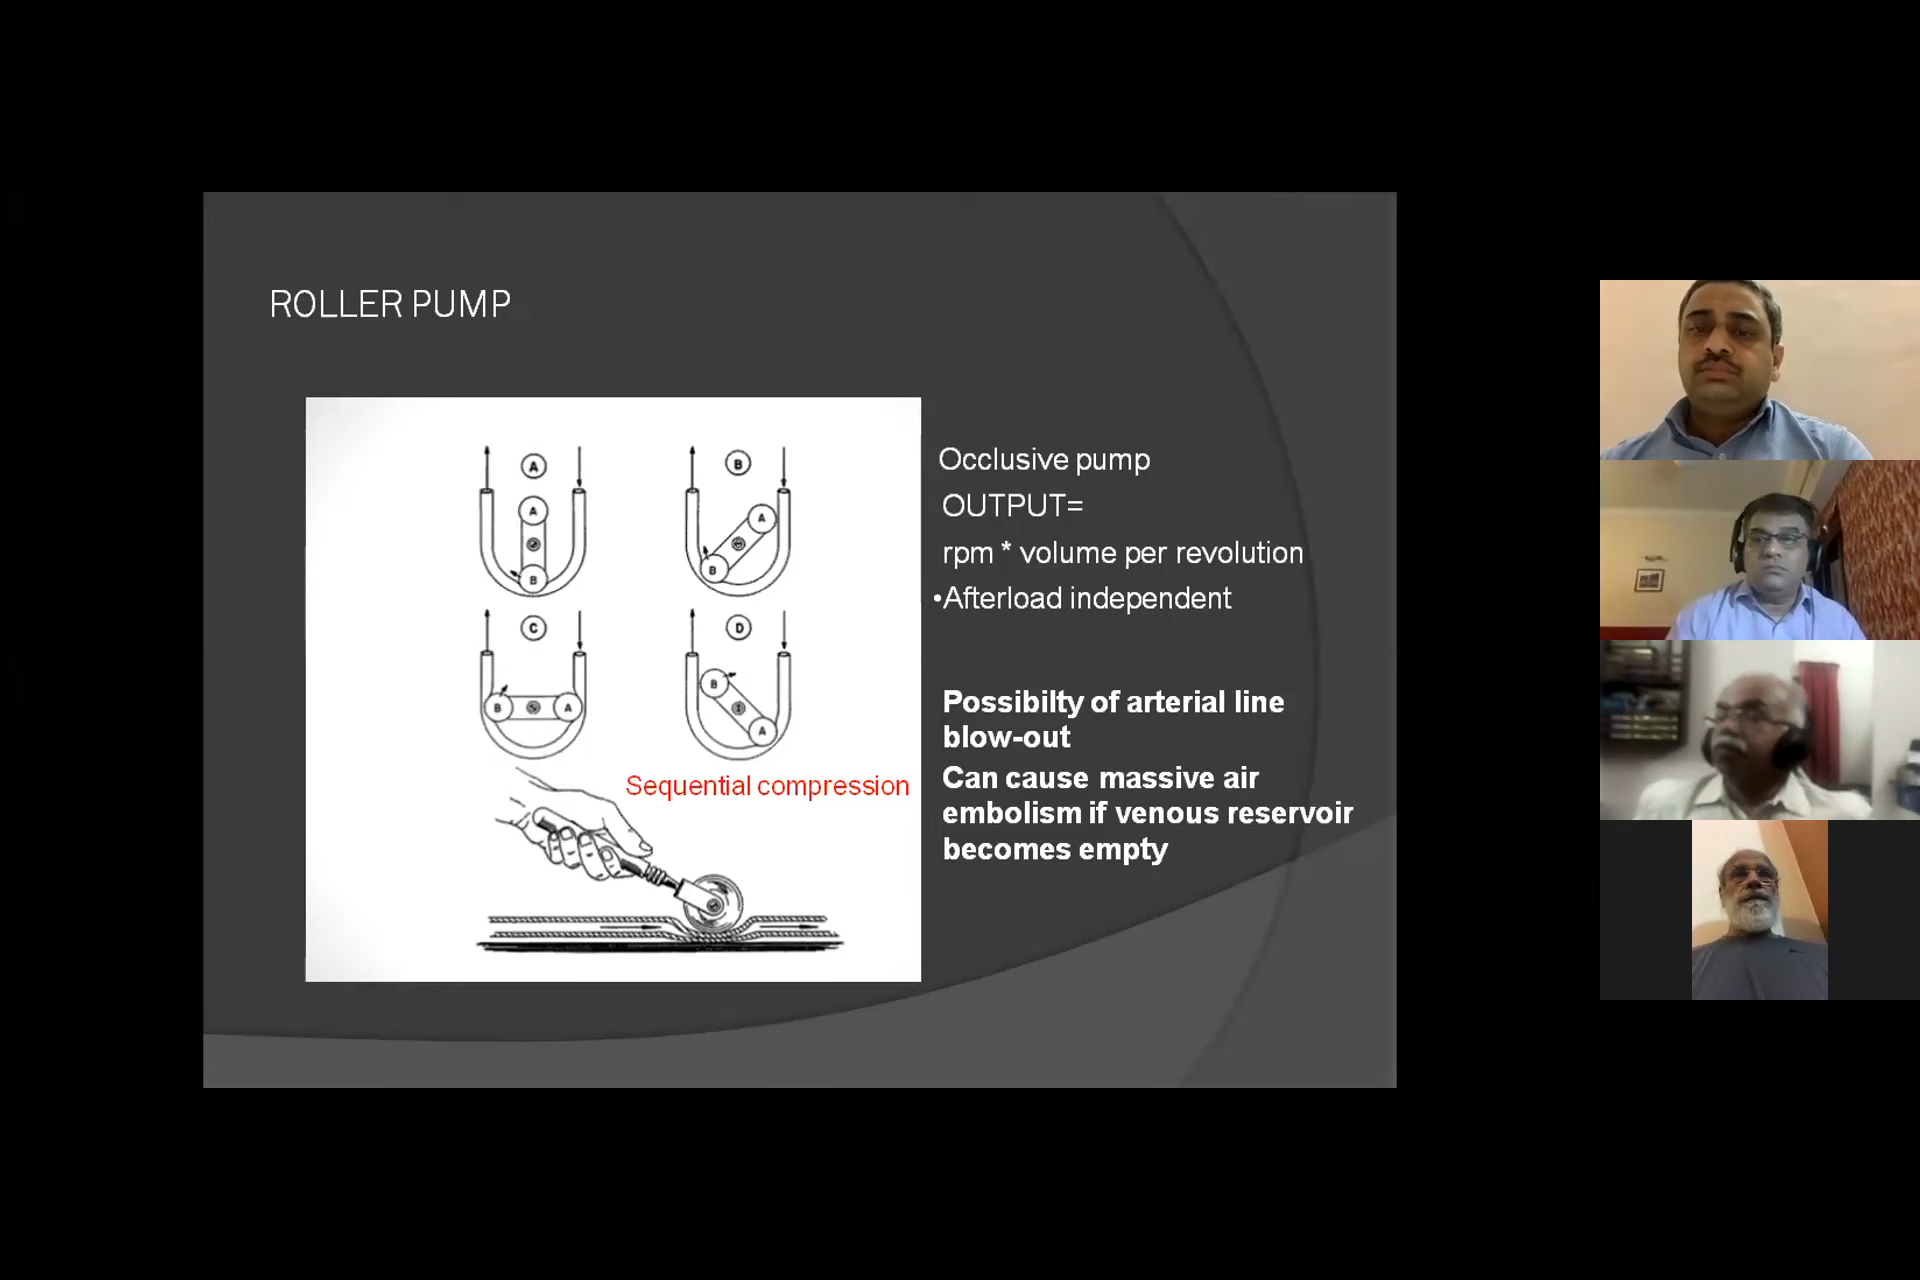 ROLLER PUMP
A
B
A
A
B
B
C
D
B
A
B
A
Sequential compression
Occlusive pump
OUTPUT=
rpm * volume per revolution
•Afterload independent
Possibilty of arterial line
blow-out
Can cause massive air
embolism if venous reservoir
becomes empty